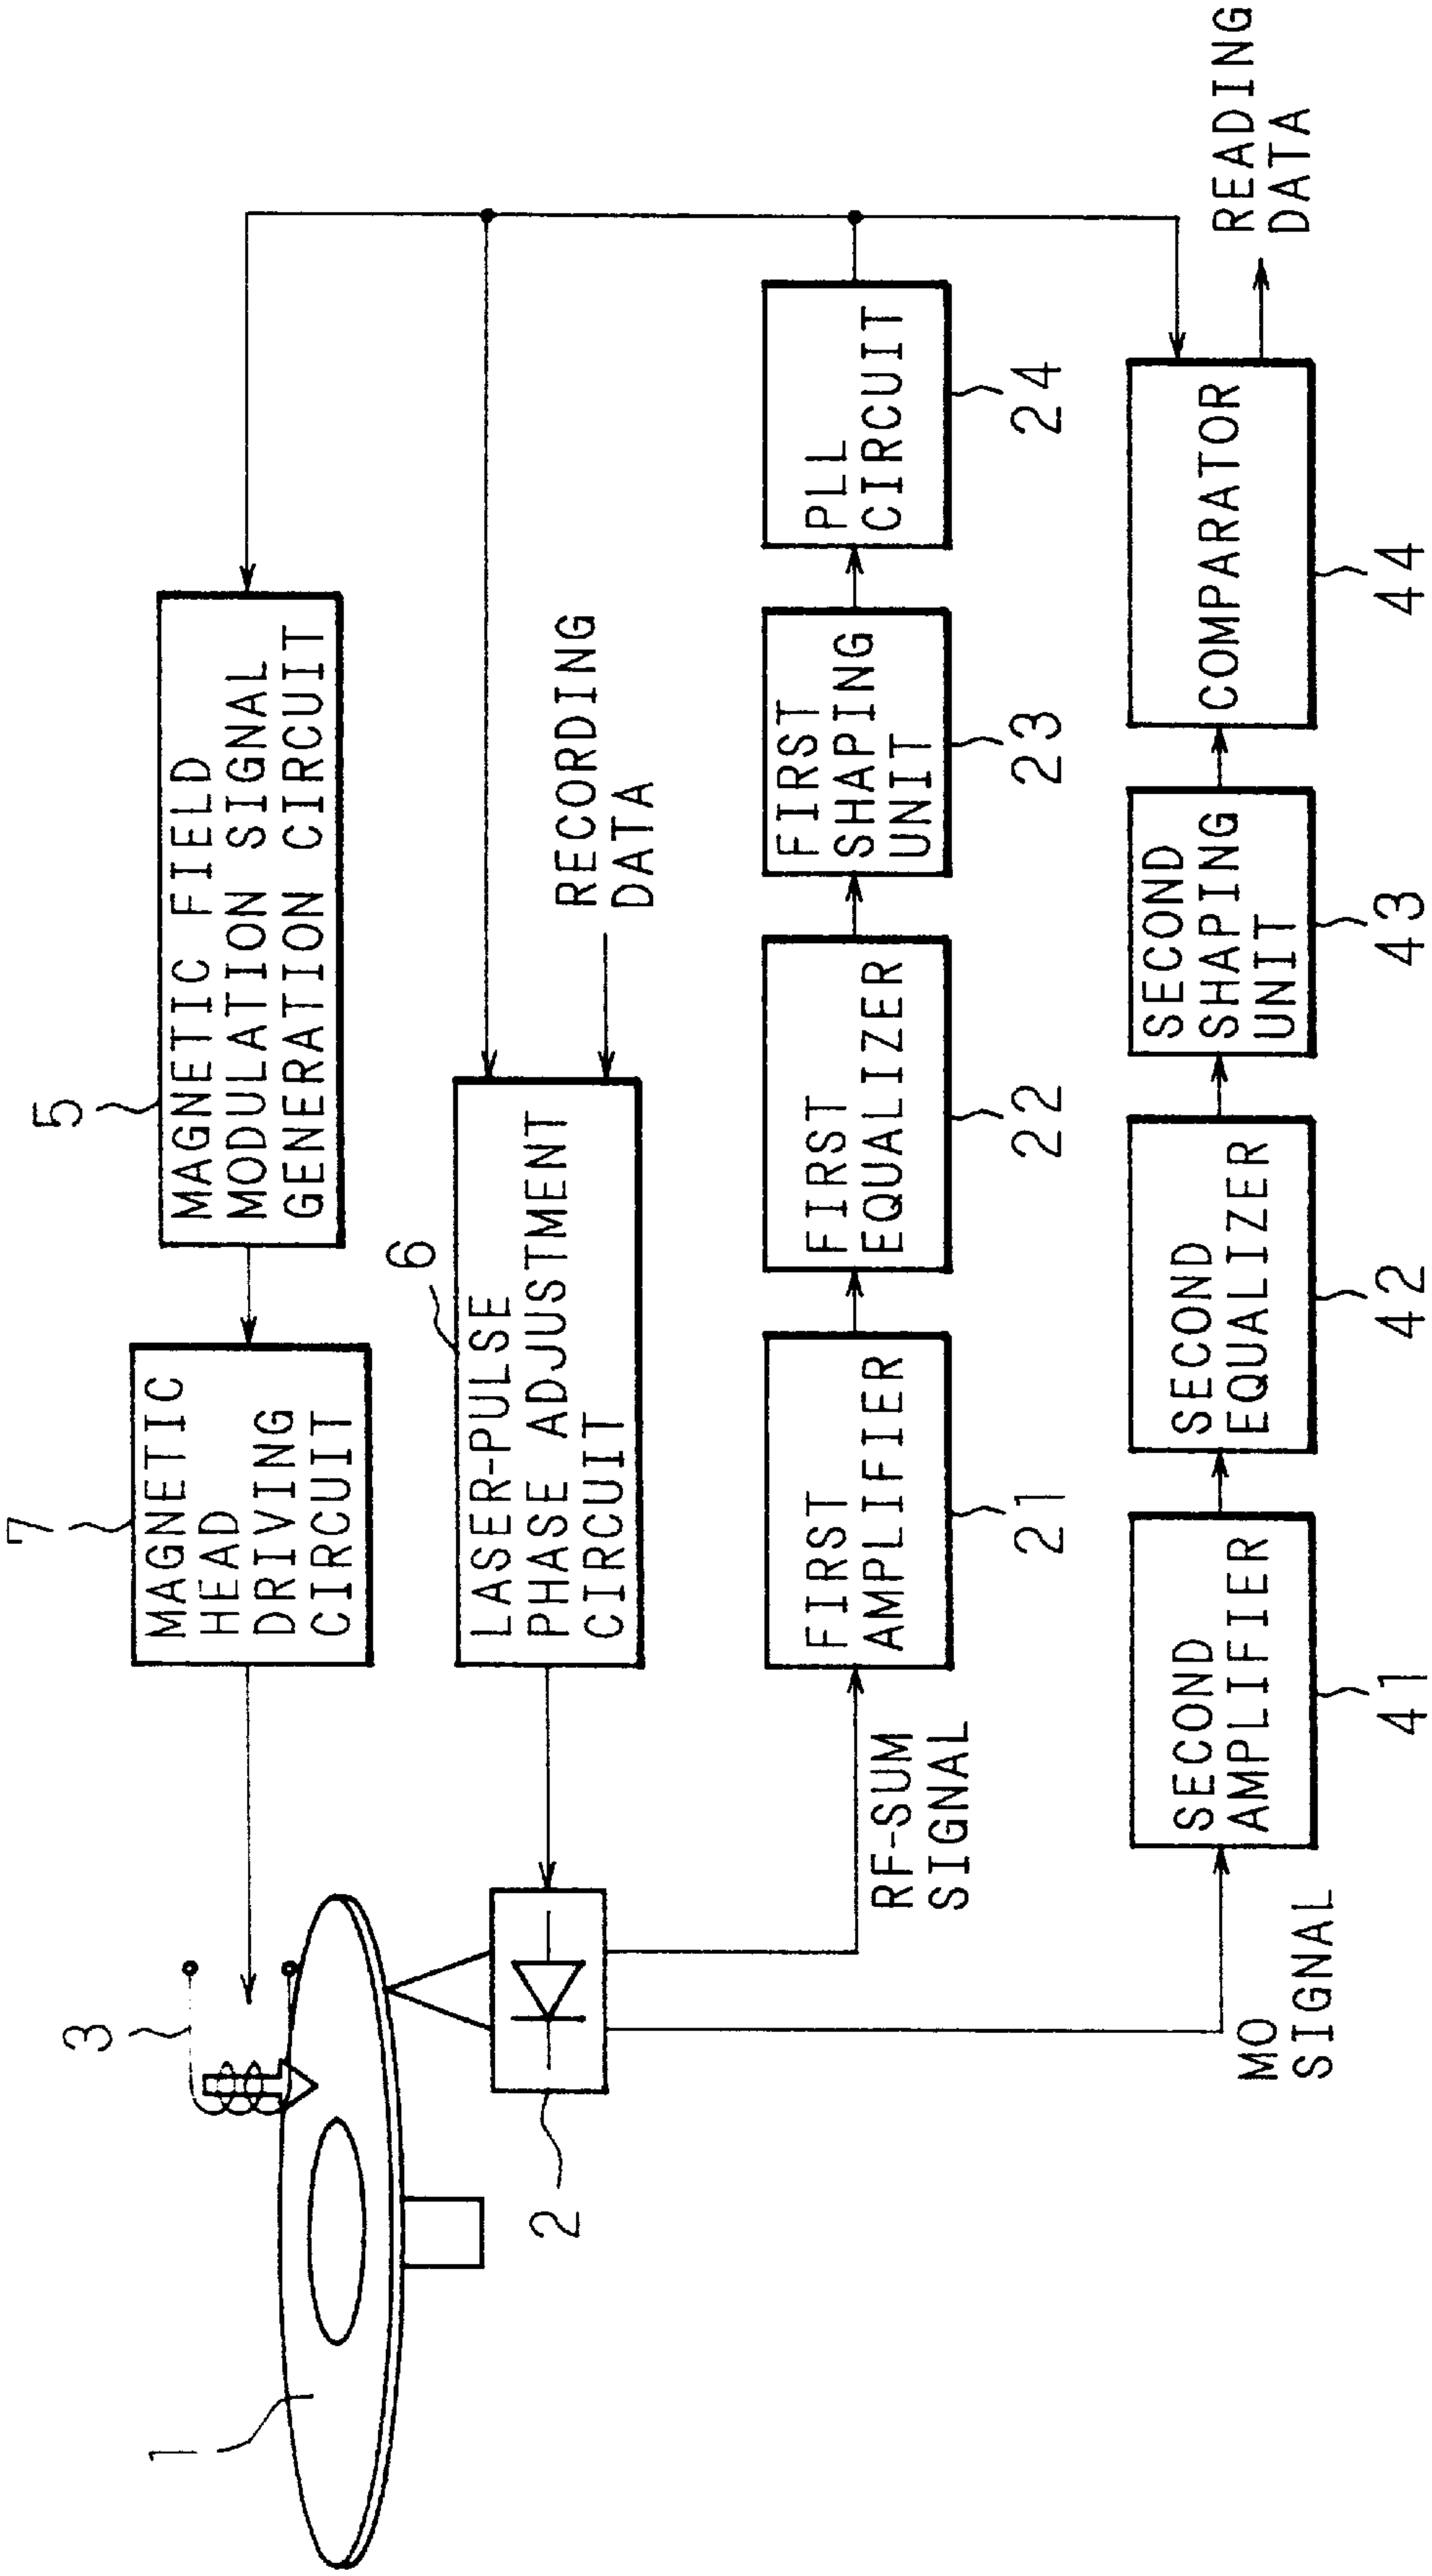 7
MAGNETIC
HEAD
DRIVING
CIRCUIT
5
MAGNETIC FIELD
MODULATION SIGNAL
GENERATION CIRCUIT
3
1
6
LASER-PULSE
PHASE ADJUSTMENT
CIRCUIT
RECORDING
DATA
2
RF-SUM
SIGNAL
FIRST
AMPLIFIER
21
FIRST
EQUALIZER
22
FIRST
SHAPING
UNIT
23
PLL
CIRCUIT
24
MO
SIGNAL
SECOND
AMPLIFIER
41
SECOND
EQUALIZER
42
SECOND
SHAPING
UNIT
43
COMPARATOR
44
READING
DATA